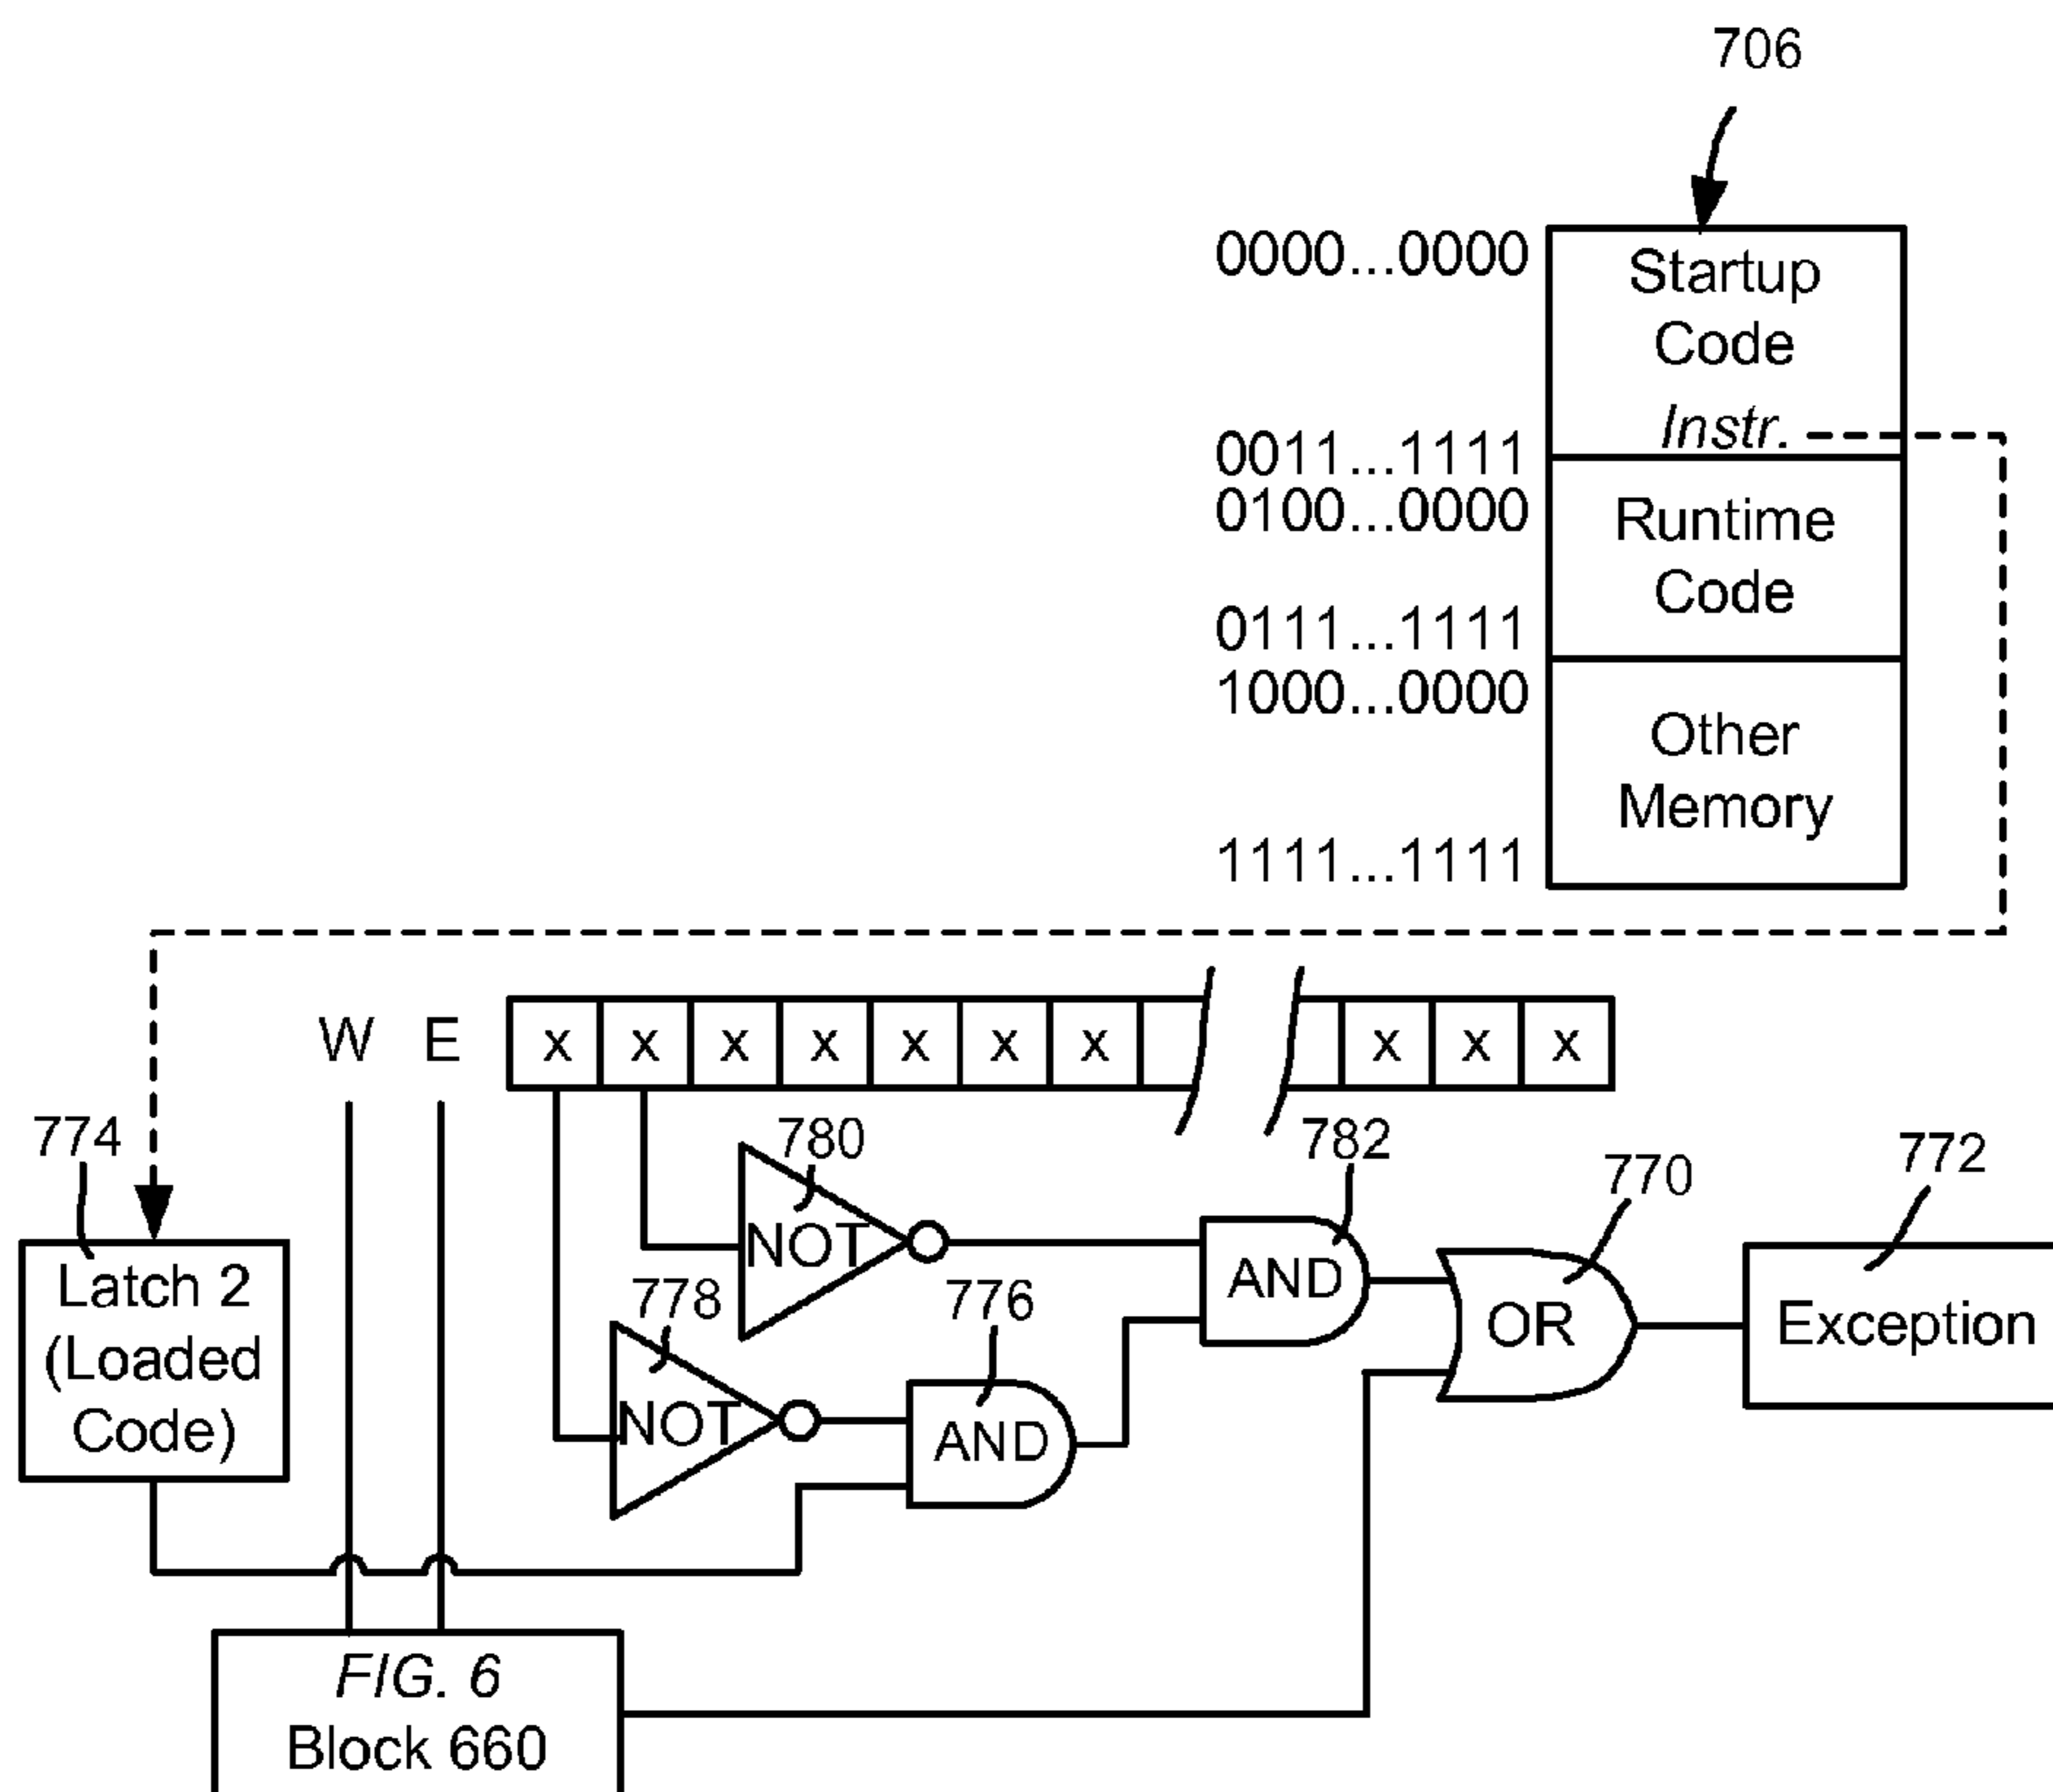 706
0000...0000
Startup
Code
Instr.
0011...1111
0100...0000
Runtime
Code
0111...1111
1000...0000
Other
Memory
1111...1111
W E x x x x x x x x x x
774
780
782
770
772
NOT
Latch 2
(Loaded
Code)
778
776
AND
OR
Exception
NOT
AND
FIG. 6
Block 660